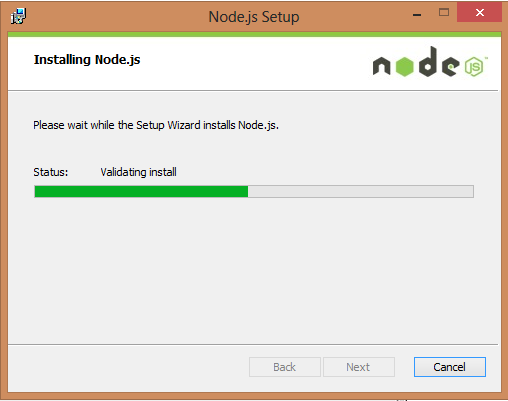 Node.js Setup
Installing Node.js
node
JS
Please wait while the Setup Wizard installs Node.js.
Status: Validating install
Back Next Cancel